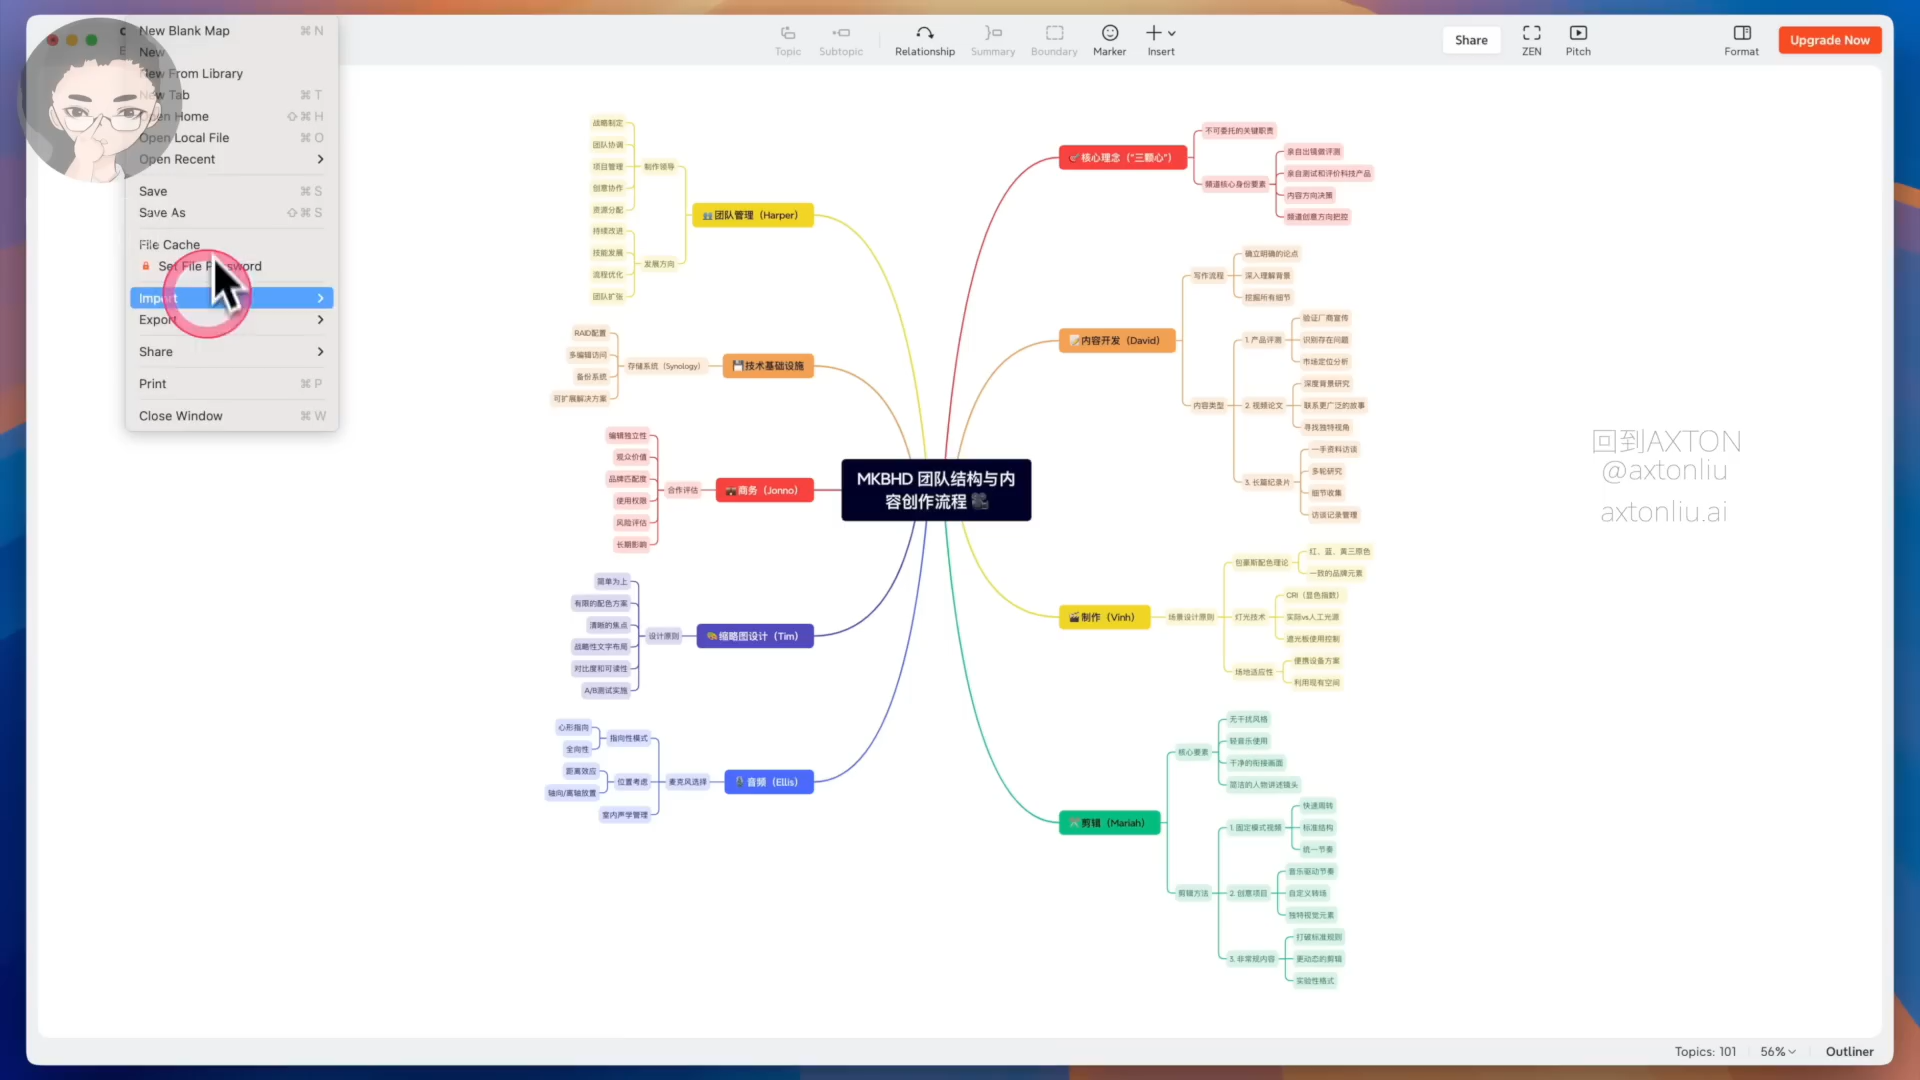 New Blank Map ⌘ N
New
New From Library
New Tab ⌘ T
Open Home ⇧ ⌘ H
Open Local File ⌘ O
Open Recent
Save ⌘ S
Save As ⇧ ⌘ S
File Cache
Set File Password
Import
Export
Share
Print ⌘ P
Close Window ⌘ W
Topic
Subtopic
Relationship
Summary
Boundary
Marker
Insert
Share
ZEN
Pitch
Format
Upgrade Now
MKBHD 团队结构与内
容创作流程
团队管理（Harper）
制作领导
战略制定
团队协调
项目管理
创意协作
资源分配
发展方向
持续改进
技能发展
流程优化
团队扩张
技术基础设施
存储系统（Synology）
RAID配置
多编辑访问
备份系统
可扩展解决方案
商务（Jonno）
合作评估
编辑独立性
观众价值
品牌匹配度
使用权限
风险评估
长期影响
缩略图设计（Tim）
设计原则
简单为上
有限的配色方案
清晰的焦点
战略性文字布局
对比度和可读性
A/B测试实施
音频（Ellis）
麦克风选择
指向性模式
心形指向
全向性
位置考虑
距离效应
轴向/离轴放置
室内声学管理
核心理念（“三颗心”）
不可委托的关键职责
频道核心身份要素
亲自出镜做评测
亲自测试和评价科技产品
内容方向决策
频道创意方向把控
内容开发（David）
写作流程
确立明确的论点
深入理解背景
挖掘所有细节
内容类型
1. 产品评测
验证厂商宣传
识别存在问题
市场定位分析
2. 视频论文
深度背景研究
联系更广泛的故事
寻找独特视角
3. 长篇纪录片
一手资料访谈
多轮研究
细节收集
访谈记录管理
制作（Vinh）
场景设计原则
包豪斯配色理论
红、蓝、黄三原色
一致的品牌元素
灯光技术
CRI（显色指数）
实际vs人工光源
遮光板使用控制
场地适应性
便携设备方案
利用现有空间
剪辑（Mariah）
核心要素
无干扰风格
轻音乐使用
干净的衔接画面
简洁的人物讲述镜头
剪辑方法
1. 固定模式视频
快速周转
标准结构
统一节奏
2. 创意项目
音乐驱动节奏
自定义转场
独特视觉元素
3. 非常规内容
打破标准规则
更动态的剪辑
实验性格式
回到AXTON
@axtonliu
axtonliu.ai
Topics: 101
56%
Outliner